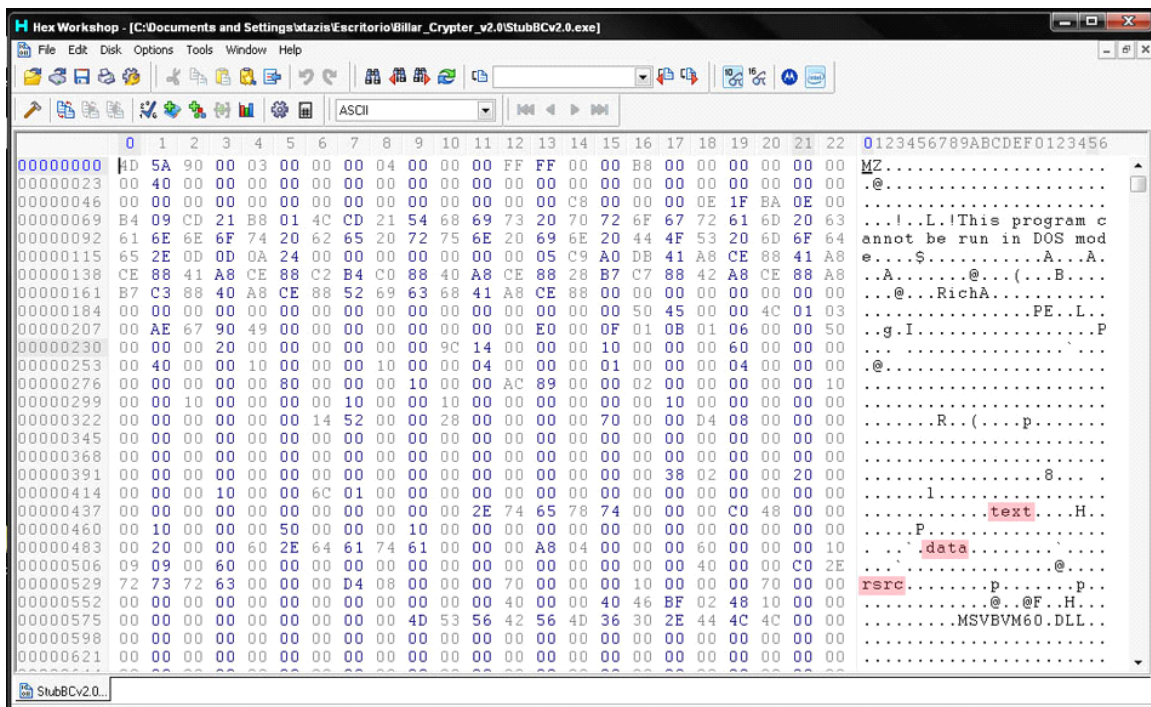 Hex Workshop - [C:\Documents and Settings\xtazis\Escritorio\Billar_Crypter_v2.0\StubBCv2.0.exe]
File Edit Disk Options Tools Window Help
ASCII
0 1 2 3 4 5 6 7 8 9 10 11 12 13 14 15 16 17 18 19 20 21 22 0123456789ABCDEF0123456
00000000 4D 5A 90 00 03 00 00 00 04 00 00 00 FF FF 00 00 B8 00 00 00 00 00 00 MZ.....................
00000023 00 40 00 00 00 00 00 00 00 00 00 00 00 00 00 00 00 00 00 00 00 00 00 .@.....................
00000046 00 00 00 00 00 00 00 00 00 00 00 00 00 00 C8 00 00 00 0E 1F BA 0E 00 .......................
00000069 B4 09 CD 21 B8 01 4C CD 21 54 68 69 73 20 70 72 6F 67 72 61 6D 20 63 ...!..L.!This program c
00000092 61 6E 6E 6F 74 20 62 65 20 72 75 6E 20 69 6E 20 44 4F 53 20 6D 6F 64 annot be run in DOS mod
00000115 65 2E 0D 0D 0A 24 00 00 00 00 00 00 00 05 C9 A0 DB 41 A8 CE 88 41 A8 e....$...........A...A.
00000138 CE 88 41 A8 CE 88 C2 B4 C0 88 40 A8 CE 88 28 B7 C7 88 42 A8 CE 88 A8 ..A.......@...(...B....
00000161 B7 C3 88 40 A8 CE 88 52 69 63 68 41 A8 CE 88 00 00 00 00 00 00 00 00 ...@...RichA...........
00000184 00 00 00 00 00 00 00 00 00 00 00 00 00 00 00 00 50 45 00 00 4C 01 03 ................PE..L..
00000207 00 AE 67 90 49 00 00 00 00 00 00 00 00 E0 00 0F 01 0B 01 06 00 00 50 ..g.I.................P
00000230 00 00 00 20 00 00 00 00 00 00 9C 14 00 00 00 10 00 00 00 60 00 00 00 ... ...............`...
00000253 00 40 00 00 10 00 00 00 10 00 00 04 00 00 00 01 00 00 00 04 00 00 00 .@.....................
00000276 00 00 00 00 00 80 00 00 00 10 00 00 AC 89 00 00 02 00 00 00 00 00 10 .......................
00000299 00 00 10 00 00 00 00 10 00 00 10 00 00 00 00 00 00 10 00 00 00 00 00 .......................
00000322 00 00 00 00 00 00 14 52 00 00 28 00 00 00 00 70 00 00 D4 08 00 00 00 .......R..(....p.......
00000345 00 00 00 00 00 00 00 00 00 00 00 00 00 00 00 00 00 00 00 00 00 00 00 .......................
00000368 00 00 00 00 00 00 00 00 00 00 00 00 00 00 00 00 00 00 00 00 00 00 00 .......................
00000391 00 00 00 00 00 00 00 00 00 00 00 00 00 00 00 00 00 38 02 00 00 20 00 .................8... .
00000414 00 00 00 10 00 00 6C 01 00 00 00 00 00 00 00 00 00 00 00 00 00 00 00 ......l................
00000437 00 00 00 00 00 00 00 00 00 00 00 2E 74 65 78 74 00 00 00 C0 48 00 00 ............text....H..
00000460 00 10 00 00 00 50 00 00 00 10 00 00 00 00 00 00 00 00 00 00 00 00 00 .....P.................
00000483 00 20 00 00 60 2E 64 61 74 61 00 00 00 A8 04 00 00 00 60 00 00 00 10 . ..`.data........`....
00000506 09 09 00 60 00 00 00 00 00 00 00 00 00 00 00 00 00 40 00 00 C0 2E ...`.............@....
00000529 72 73 72 63 00 00 00 D4 08 00 00 00 70 00 00 00 10 00 00 00 70 00 00 rsrc........p.......p..
00000552 00 00 00 00 00 00 00 00 00 00 00 00 40 00 00 40 46 BF 02 48 10 00 00 ............@..@F..H...
00000575 00 00 00 00 00 00 00 00 00 4D 53 56 42 56 4D 36 30 2E 44 4C 4C 00 00 .........MSVBVM60.DLL..
00000598 00 00 00 00 00 00 00 00 00 00 00 00 00 00 00 00 00 00 00 00 00 00 00 .......................
00000621 00 00 00 00 00 00 00 00 00 00 00 00 00 00 00 00 00 00 00 00 00 00 00 .......................
StubBCv2.0...